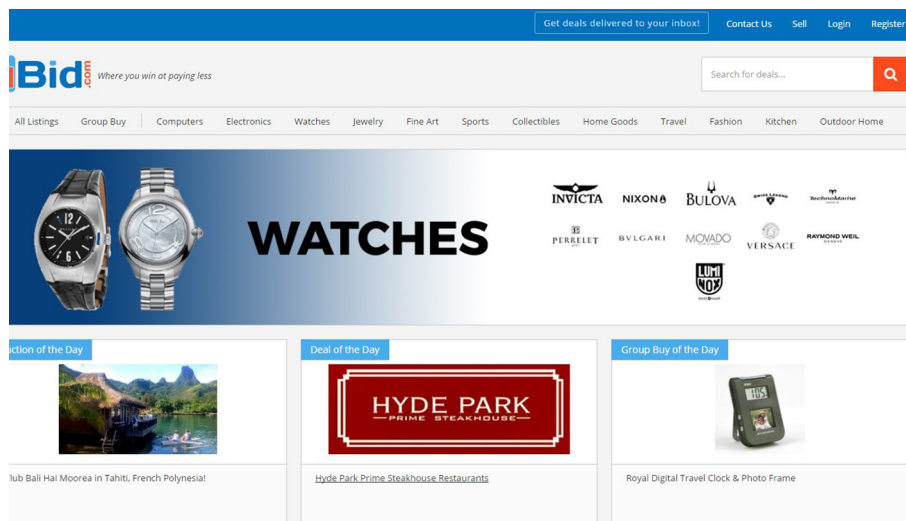 Get deals delivered to your inbox! Contact Us Sell Login Register
Bid.com Where you win at paying less
Search for deals...
All Listings Group Buy Computers Electronics Watches Jewelry Fine Art Sports Collectibles Home Goods Travel Fashion Kitchen Outdoor Home
WATCHES
INVICTA NIXON BULOVA SWISS LEGEND TechnoMarine
PERRELET BVLGARI MOVADO VERSACE RAYMOND WEIL
GENEVE
LUMI
NOX
uction of the Day
Deal of the Day
Group Buy of the Day
HYDE PARK
PRIME STEAKHOUSE
105
lub Bali Hai Moorea in Tahiti, French Polynesia!
Hyde Park Prime Steakhouse Restaurants
Royal Digital Travel Clock & Photo Frame